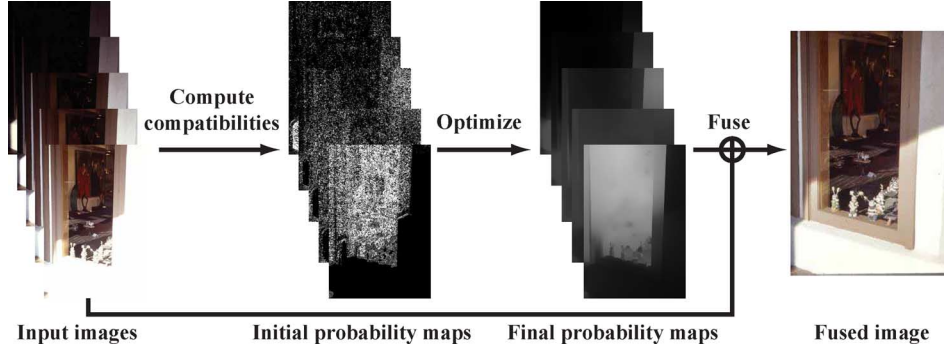 Compute
compatibilities
Optimize
Fuse
Input images
Initial probability maps
Final probability maps
Fused image